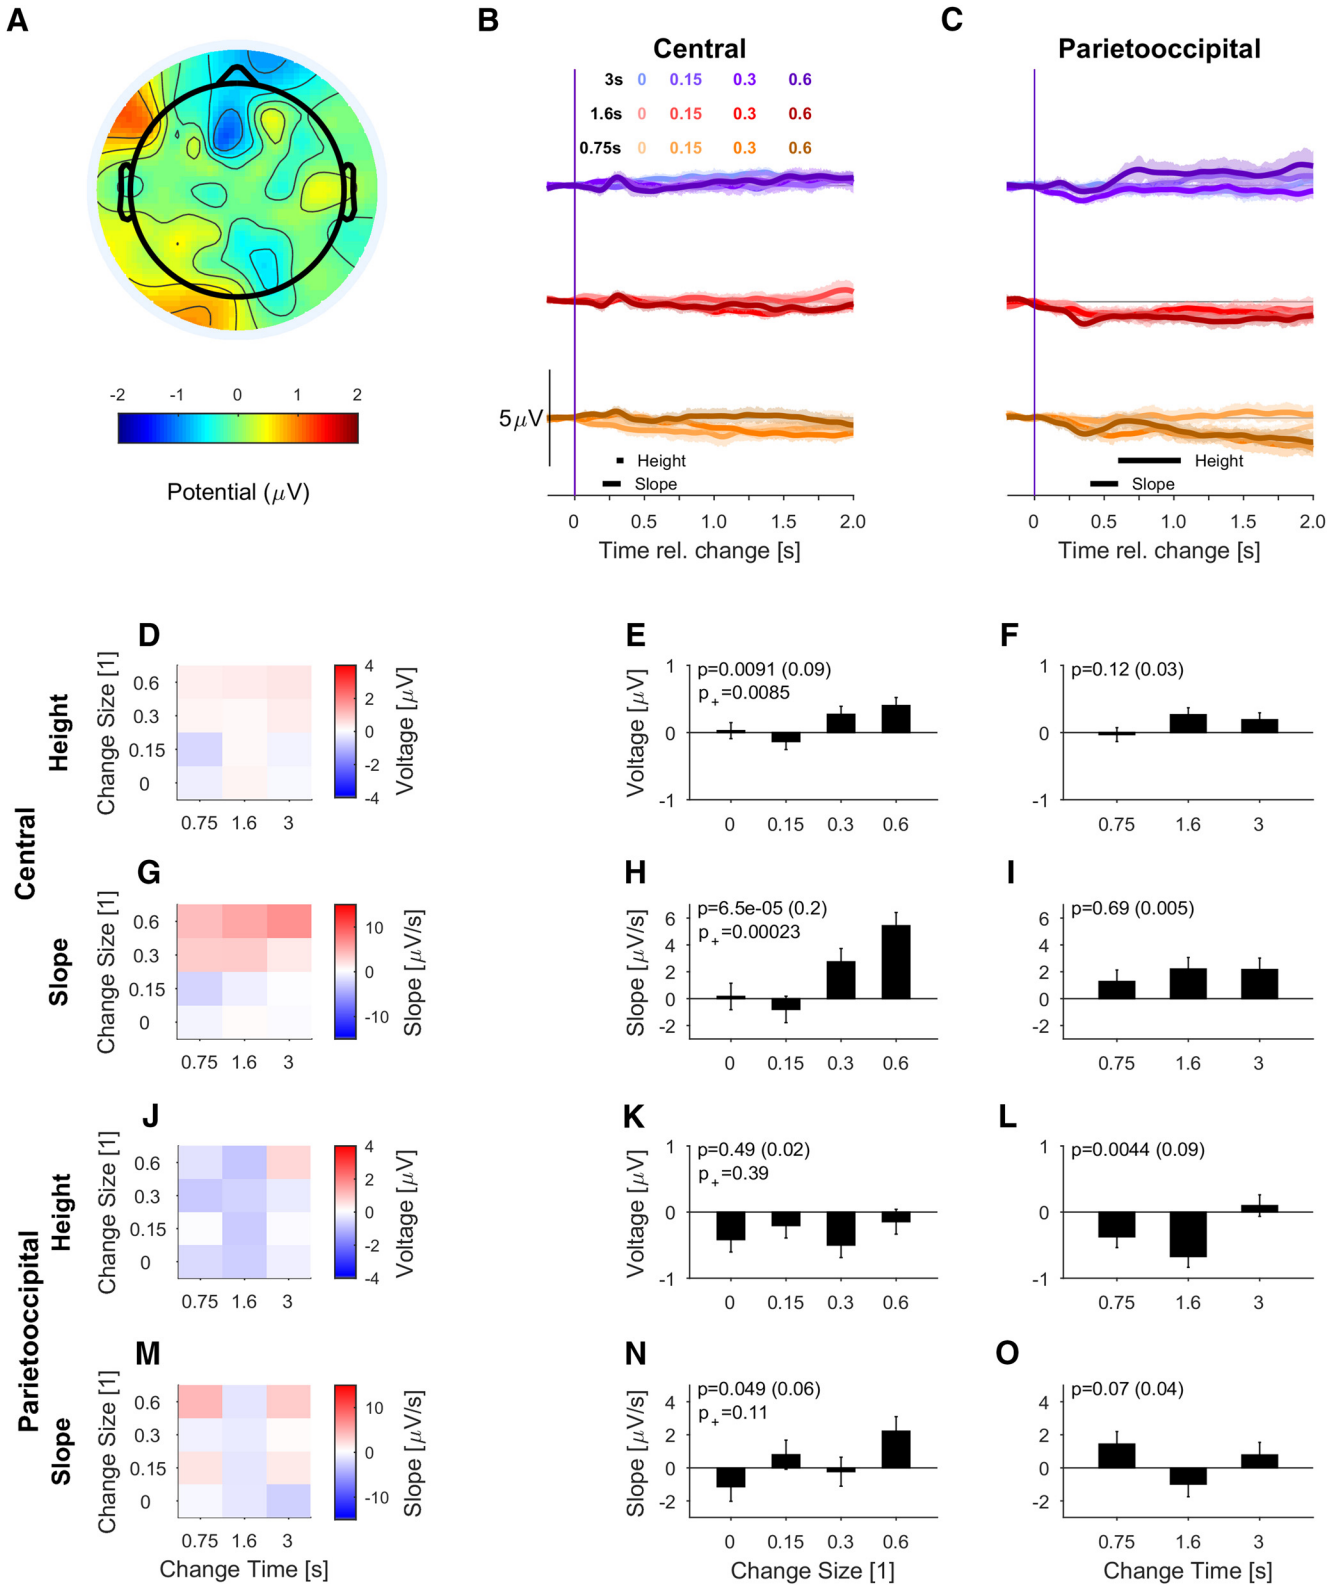 A
B
C
Central
Parietooccipital
3s 0 0.15 0.3 0.6
1.6s 0 0.15 0.3 0.6
0.75s 0 0.15 0.3 0.6
-2 -1 0 1 2
Potential (μV)
5μV
Height
Slope
0 0.5 1.0 1.5 2.0
Time rel. change [s]
Height
Slope
0 0.5 1.0 1.5 2.0
Time rel. change [s]
Central
Height
D
Change Size [1]
0.6
0.3
0.15
0
0.75 1.6 3
4
2
0
-2
-4
Voltage [μV]
E
Voltage [μV]
1
0
-1
p=0.0091 (0.09)
p+=0.0085
0 0.15 0.3 0.6
F
1
0
-1
p=0.12 (0.03)
0.75 1.6 3
Slope
G
Change Size [1]
0.6
0.3
0.15
0
0.75 1.6 3
10
0
-10
Slope [μV/s]
H
Slope [μV/s]
6
4
2
0
-2
p=6.5e-05 (0.2)
p+=0.00023
0 0.15 0.3 0.6
I
6
4
2
0
-2
p=0.69 (0.005)
0.75 1.6 3
Parietooccipital
Height
J
Change Size [1]
0.6
0.3
0.15
0
0.75 1.6 3
4
2
0
-2
-4
Voltage [μV]
K
Voltage [μV]
1
0
-1
p=0.49 (0.02)
p+=0.39
0 0.15 0.3 0.6
L
1
0
-1
p=0.0044 (0.09)
0.75 1.6 3
Slope
M
Change Size [1]
0.6
0.3
0.15
0
0.75 1.6 3
Change Time [s]
10
0
-10
Slope [μV/s]
N
Slope [μV/s]
4
2
0
-2
p=0.049 (0.06)
p+=0.11
0 0.15 0.3 0.6
Change Size [1]
O
4
2
0
-2
p=0.07 (0.04)
0.75 1.6 3
Change Time [s]